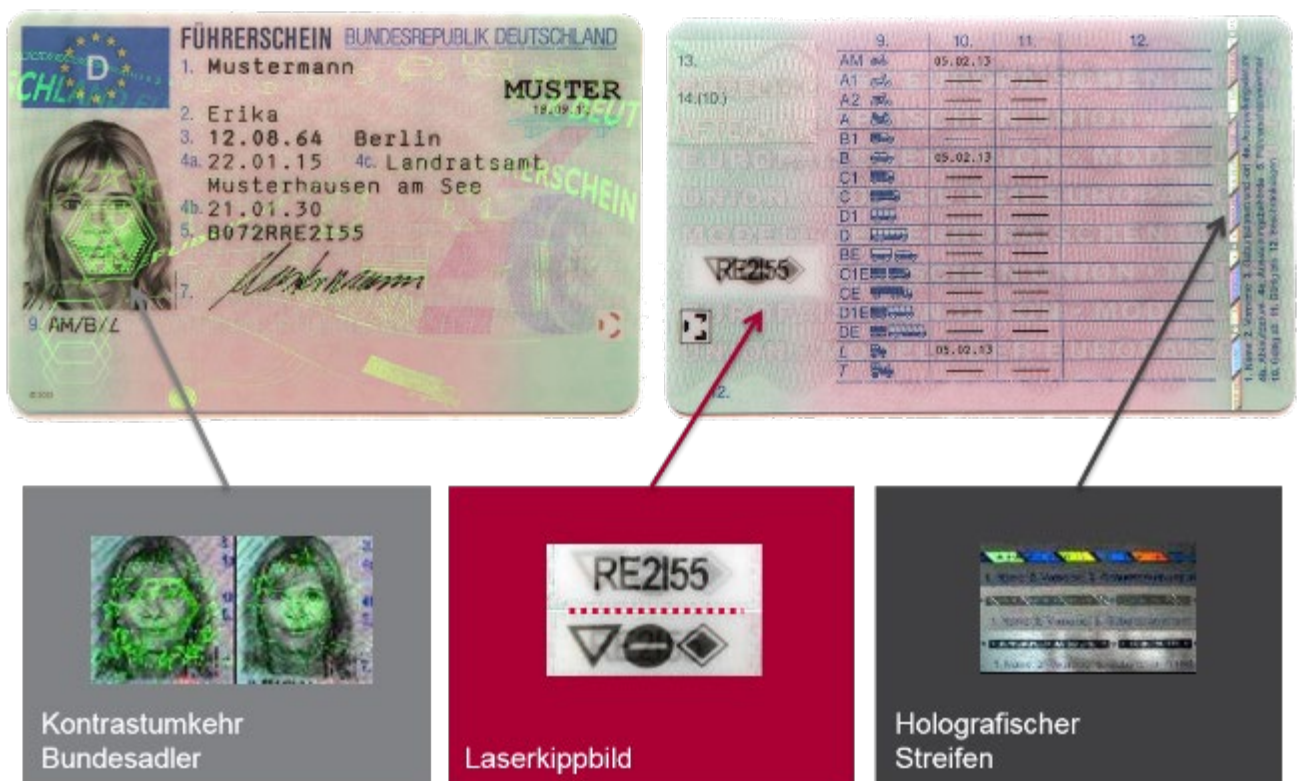 D
FÜHRERSCHEIN BUNDESREPUBLIK DEUTSCHLAND
1. Mustermann
MUSTER
2. Erika
3. 12.08.64 Berlin
4a. 22.01.15 4c. Landratsamt
Musterhausen am See
4b. 21.01.30
5. B072RRE2I55
7.
9. AM/B/L
9. 10. 11. 12.
13.
AM 05.02.13
A1
14.(10.)
A2
A
B1
B 05.02.13
C1
C
D1
D
BE
RE2I55
C1E
CE
D1E
DE
L 05.02.13
T
12.
RE2I55
Kontrastumkehr
Bundesadler
Laserkippbild
Holografischer
Streifen